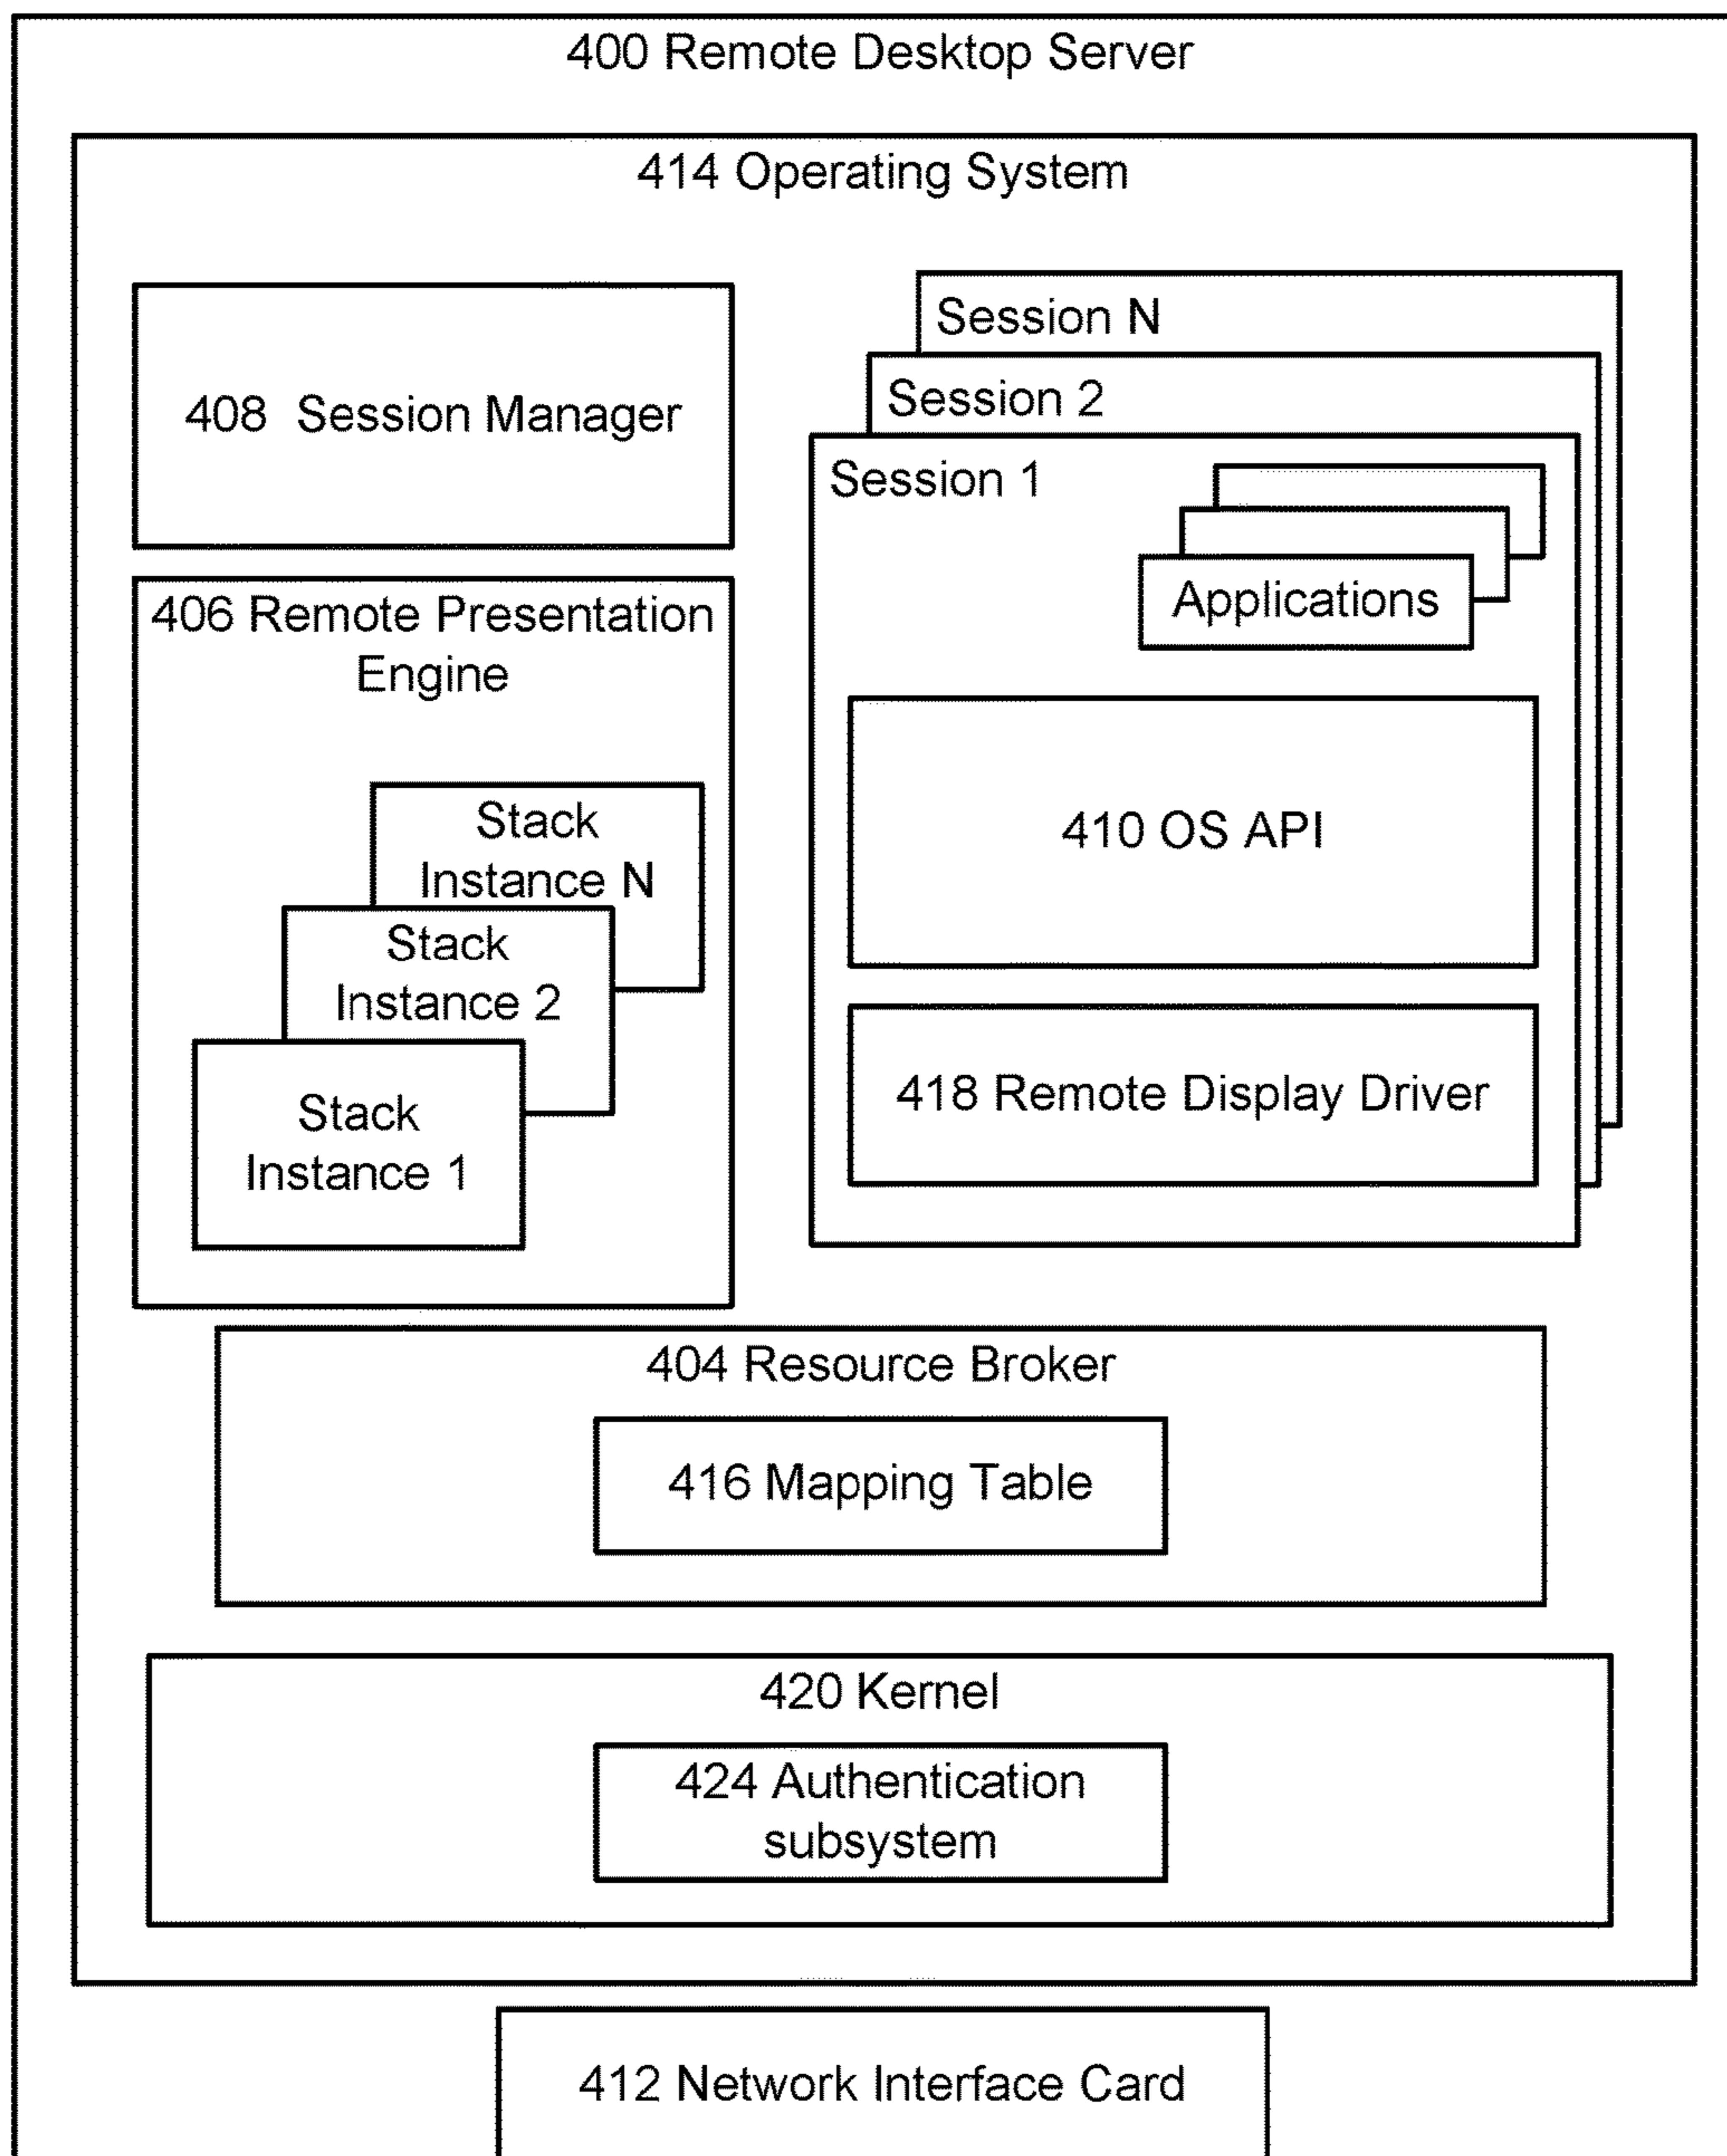 400 Remote Desktop Server
414 Operating System
408 Session Manager
Session N
Session 2
Session 1
Applications
410 OS API
418 Remote Display Driver
406 Remote Presentation
Engine
Stack
Instance N
Stack
Instance 2
Stack
Instance 1
404 Resource Broker
416 Mapping Table
420 Kernel
424 Authentication
subsystem
412 Network Interface Card